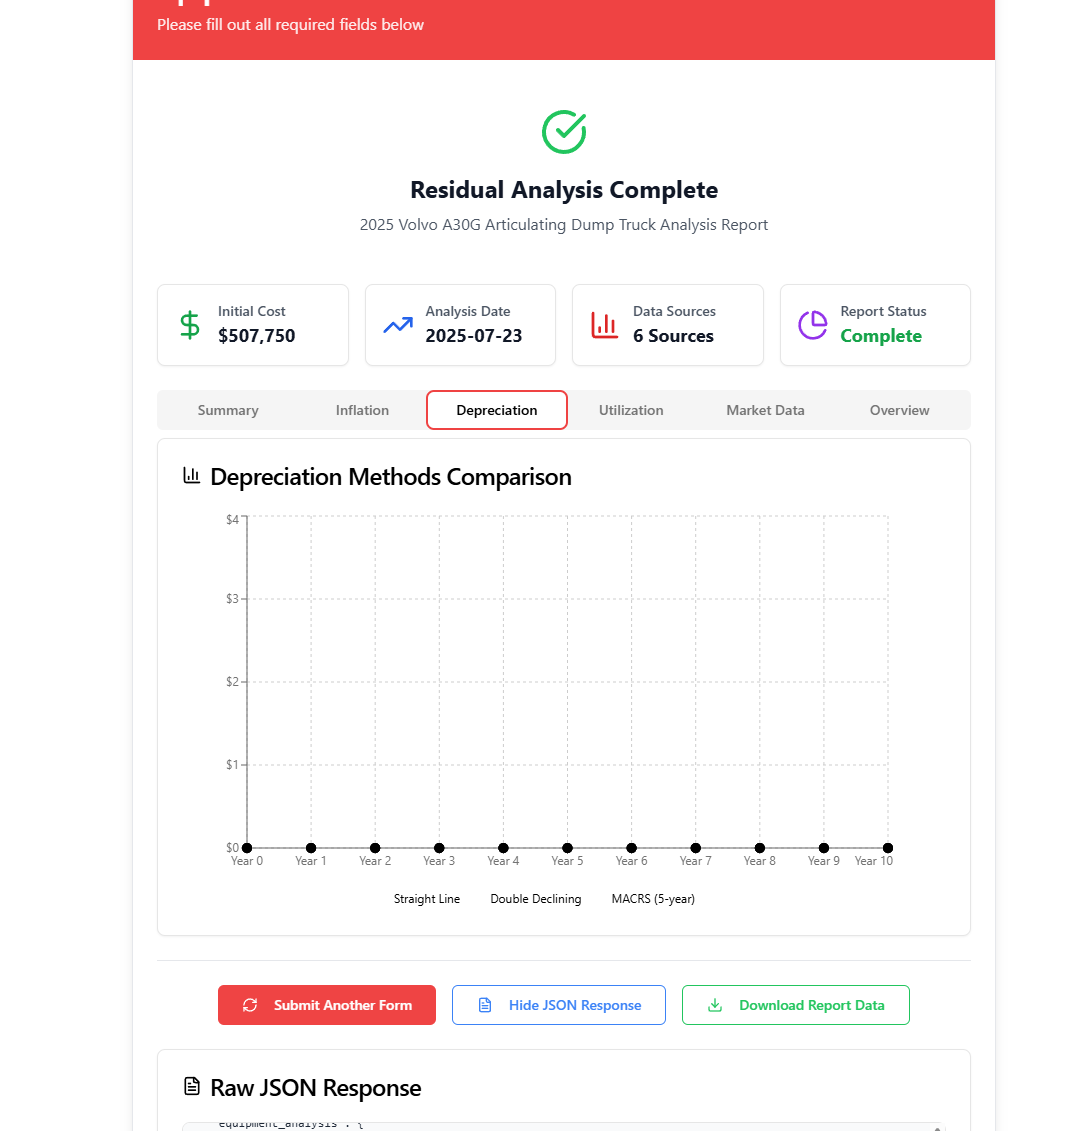 Please fill out all required fields below
Residual Analysis Complete
2025 Volvo A30G Articulating Dump Truck Analysis Report
Initial Cost
$507,750
Analysis Date
2025-07-23
Data Sources
6 Sources
Report Status
Complete
Summary
Inflation
Depreciation
Utilization
Market Data
Overview
Depreciation Methods Comparison
$4
$3
$2
$1
$0
Year 0 Year 1 Year 2 Year 3 Year 4 Year 5 Year 6 Year 7 Year 8 Year 9 Year 10
Straight Line Double Declining MACRS (5-year)
Submit Another Form
Hide JSON Response
Download Report Data
Raw JSON Response
equipment_analysis : {